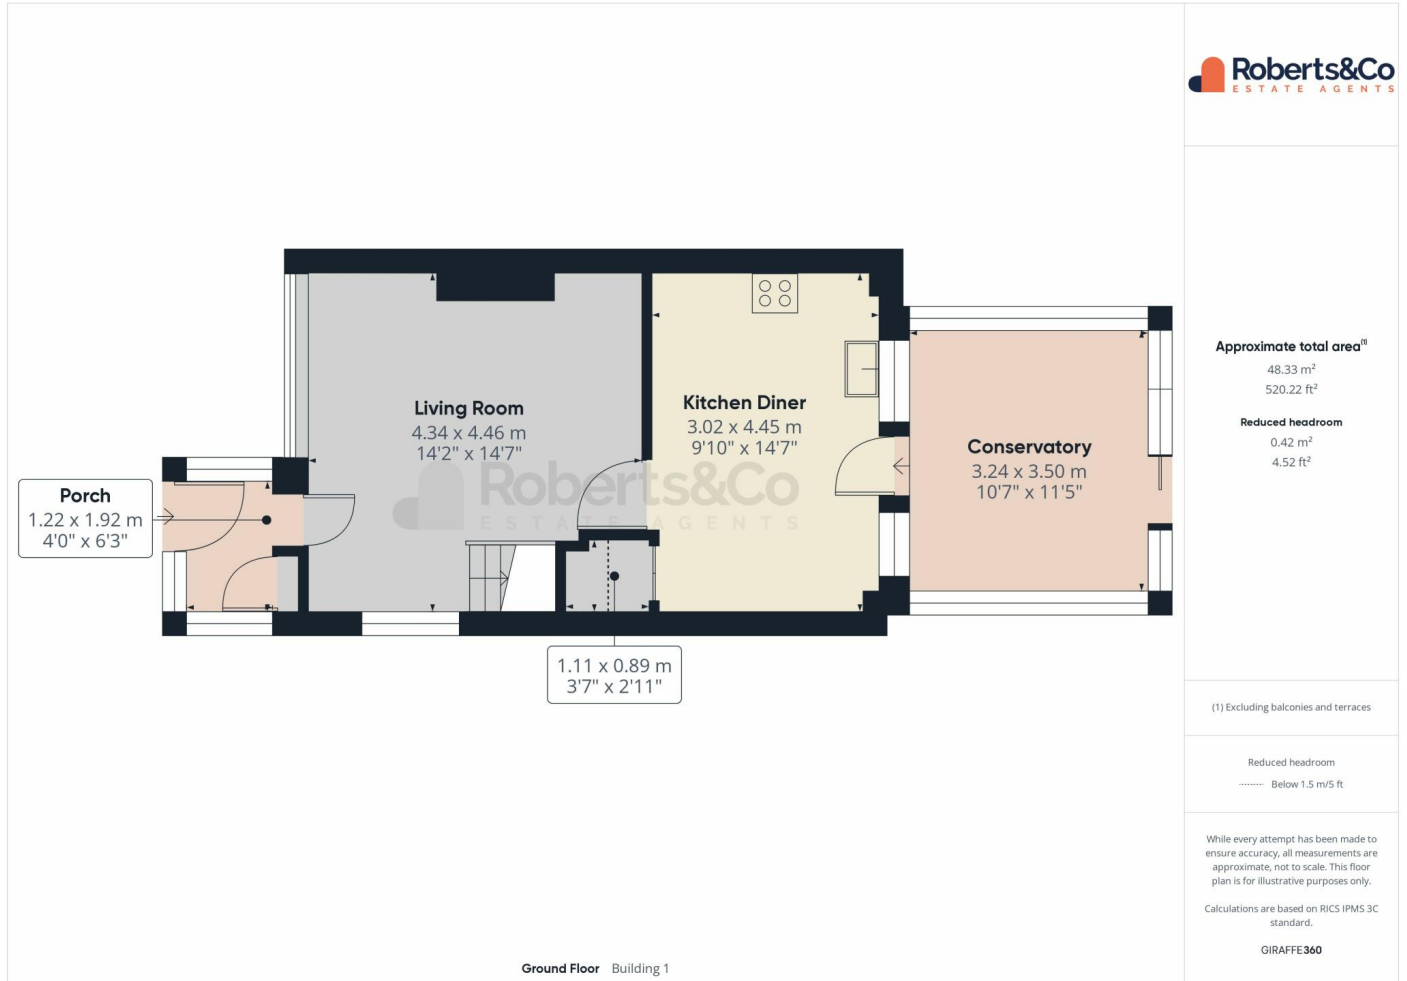 Roberts&Co
ESTATE AGENTS
Approximate total area(1)
48.33 m²
520.22 ft²
Reduced headroom
0.42 m²
4.52 ft²
(1) Excluding balconies and terraces
Reduced headroom
Below 1.5 m/5 ft
While every attempt has been made to
ensure accuracy, all measurements are
approximate, not to scale. This floor
plan is for illustrative purposes only.
Calculations are based on RICS IPMS 3C
standard.
GIRAFFE360
Living Room
4.34 x 4.46 m
14'2" x 14'7"
Kitchen Diner
3.02 x 4.45 m
9'10" x 14'7"
Conservatory
3.24 x 3.50 m
10'7" x 11'5"
Porch
1.22 x 1.92 m
4'0" x 6'3"
Roberts&Co
ESTATE AGENTS
1.11 x 0.89 m
3'7" x 2'11"
Ground Floor Building 1